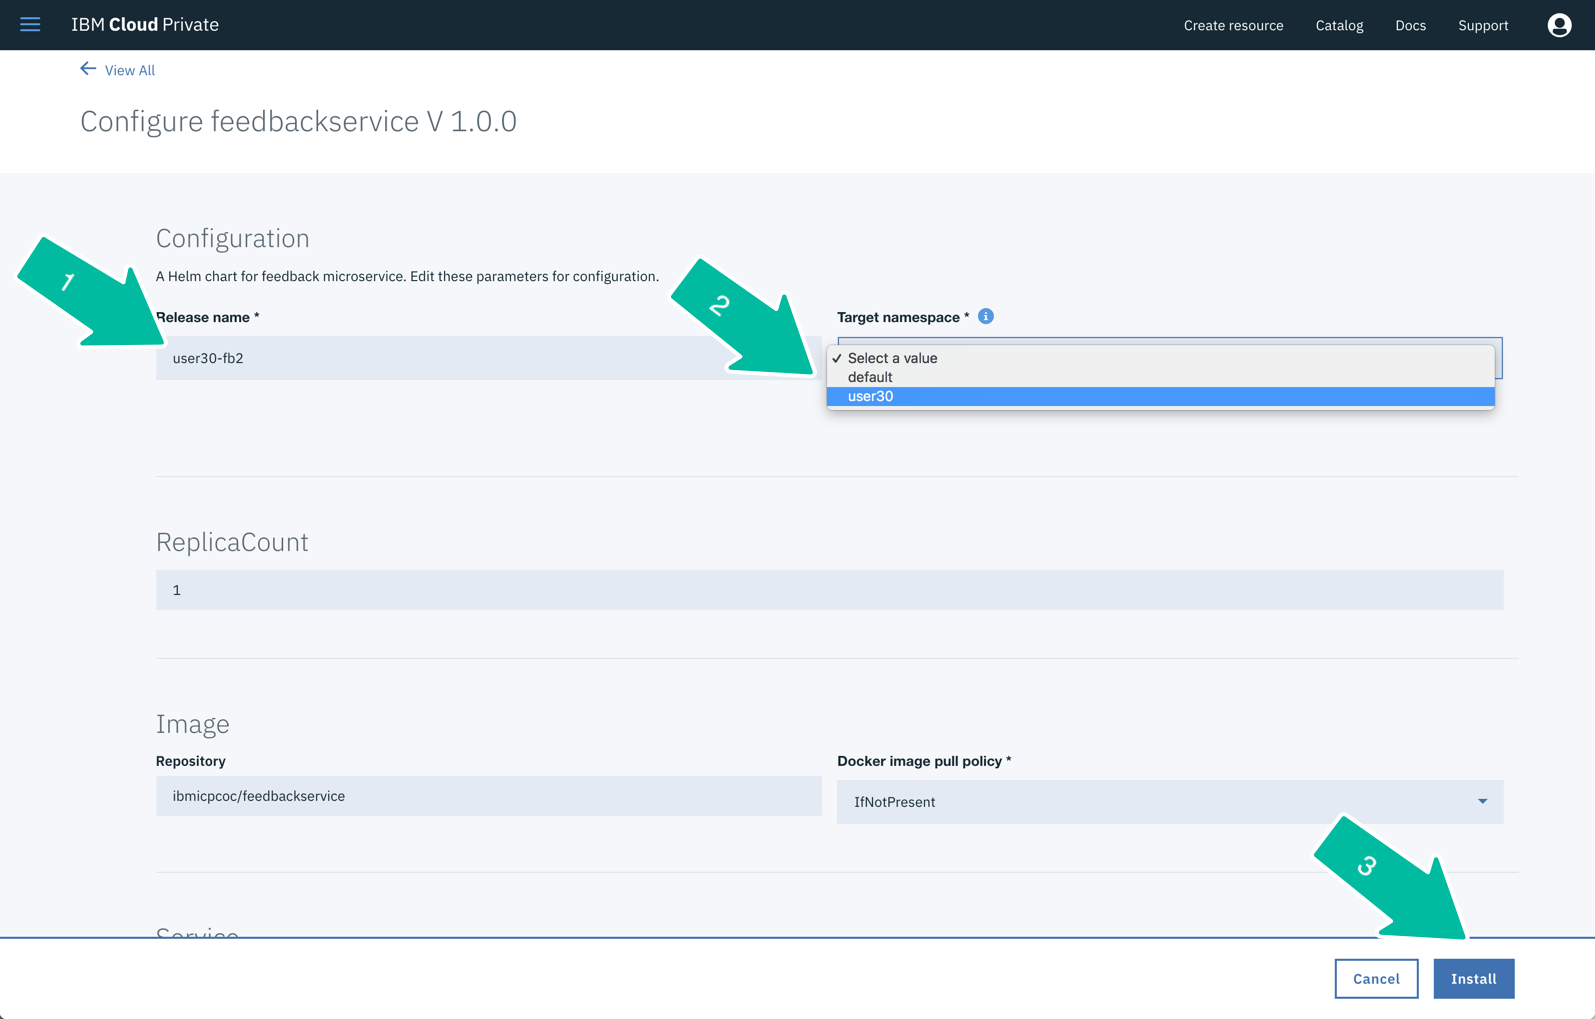 IBM Cloud Private
Create resource Catalog Docs Support
View All
Configure feedbackservice V 1.0.0
Configuration
A Helm chart for feedback microservice. Edit these parameters for configuration.
1
Release name *
user30-fb2
2
Target namespace * i
✓ Select a value
default
user30
ReplicaCount
1
Image
Repository
ibmicpcoc/feedbackservice
Docker image pull policy *
IfNotPresent
3
Service
Cancel Install